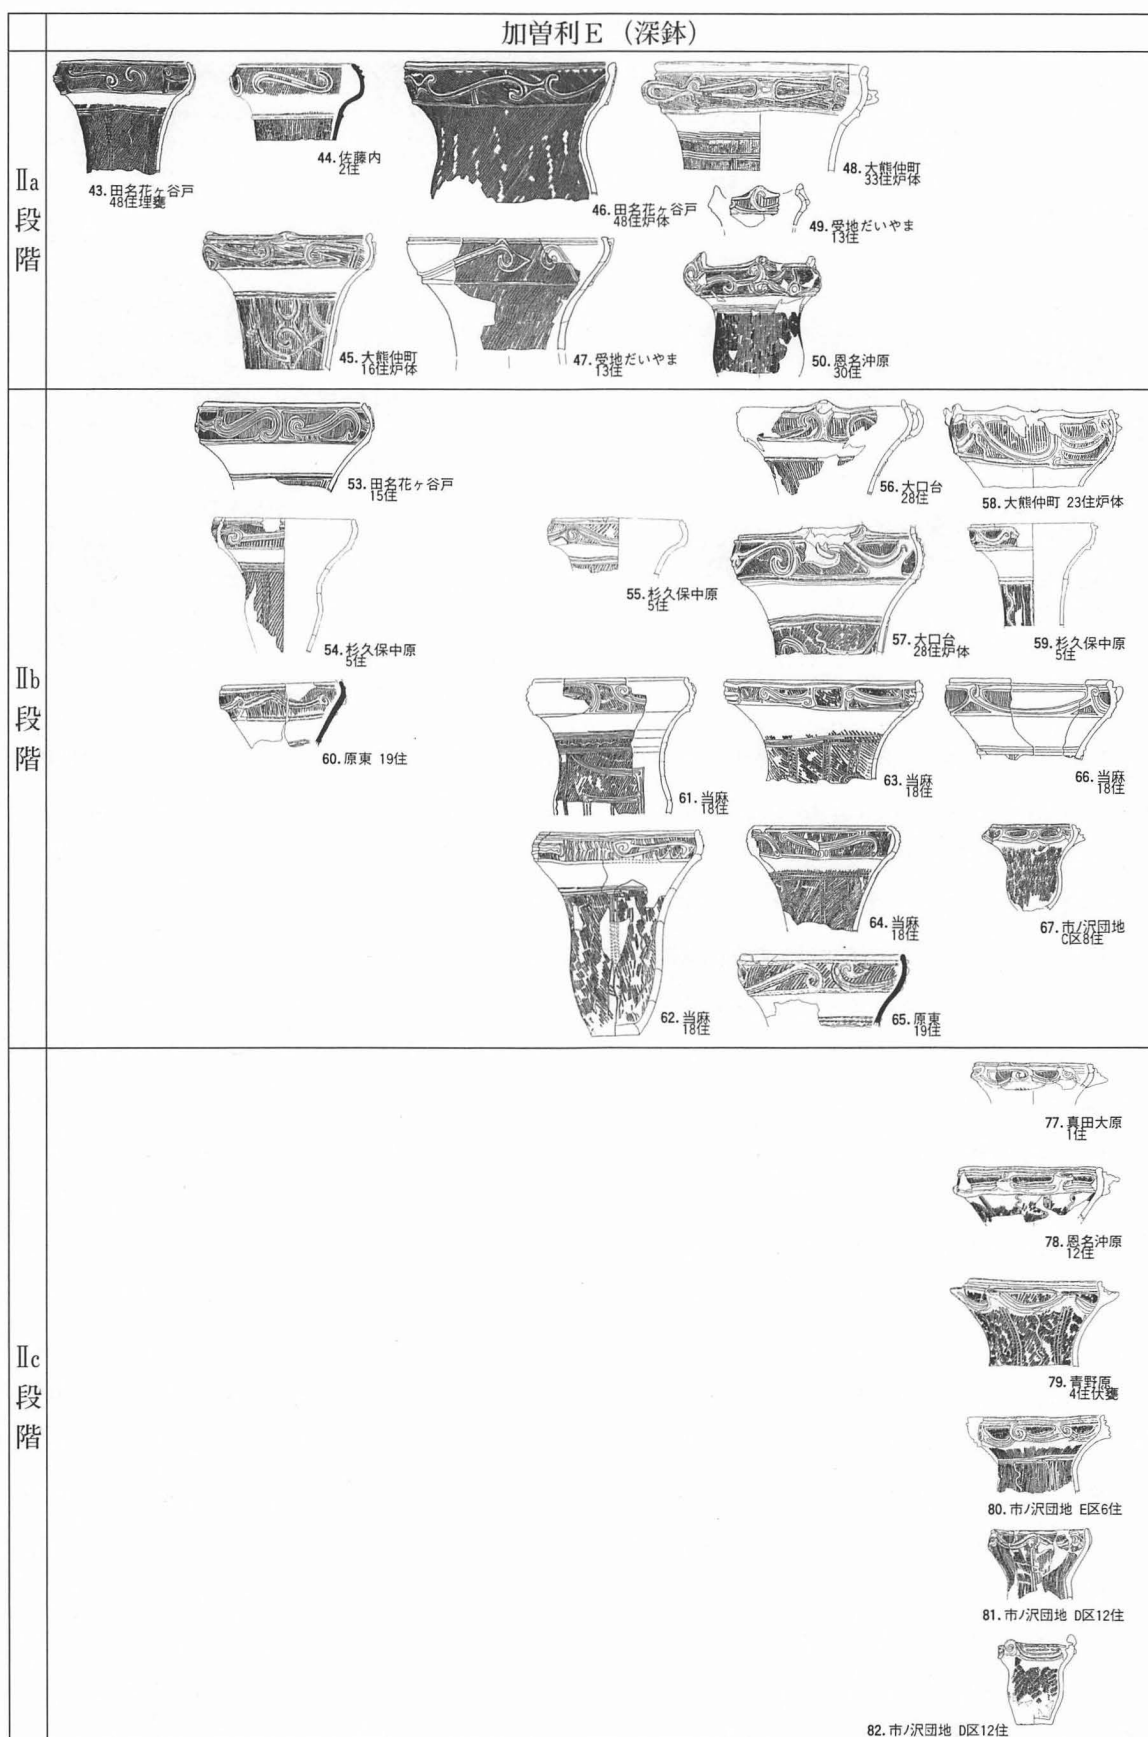 加曽利E (深鉢)
Ⅱa段階
43.田名花ヶ谷戸
48住埋甕
44.佐藤内
2住
46.田名花ヶ谷戸
48住炉体
48.大熊仲町
33住炉体
49.受地だいやま
13住
45.大熊仲町
16住炉体
47.受地だいやま
13住
50.恩名沖原
30住
Ⅱb段階
53.田名花ヶ谷戸
15住
56.大口台
28住
58.大熊仲町 23住炉体
54.杉久保中原
5住
55.杉久保中原
5住
57.大口台
28住炉体
59.杉久保中原
5住
60.原東 19住
61.当麻
18住
63.当麻
18住
66.当麻
18住
62.当麻
18住
64.当麻
18住
67.市ノ沢団地
C区8住
65.原東
19住
Ⅱc段階
77.真田大原
1住
78.恩名沖原
12住
79.青野原
4住伏甕
80.市ノ沢団地 E区6住
81.市ノ沢団地 D区12住
82.市ノ沢団地 D区12住